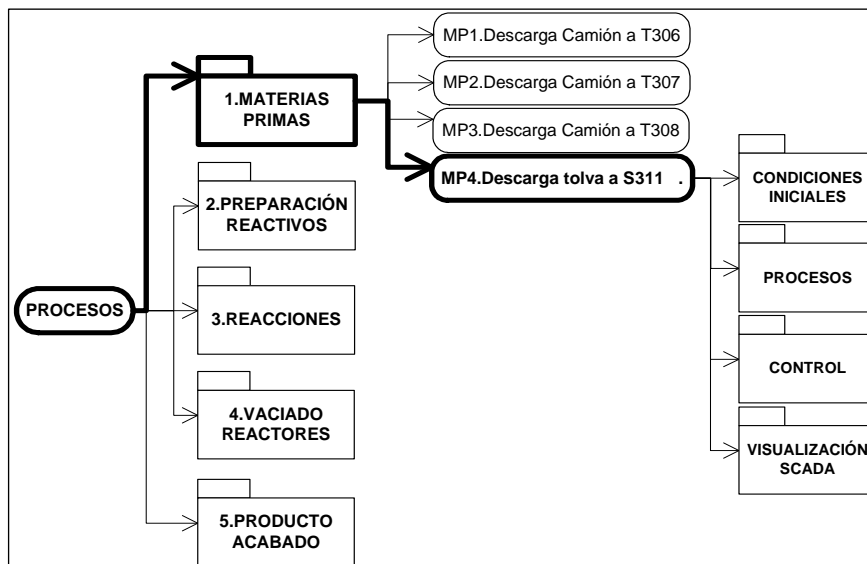 MP1.Descarga Camión a T306
MP2.Descarga Camión a T307
1.MATERIAS
PRIMAS
MP3.Descarga Camión a T308
MP4.Descarga tolva a S311 .
CONDICIONES
INICIALES
2.PREPARACIÓN
REACTIVOS
PROCESOS
PROCESOS
3.REACCIONES
CONTROL
4.VACIADO
REACTORES
VISUALIZACIÓN
SCADA
5.PRODUCTO
ACABADO